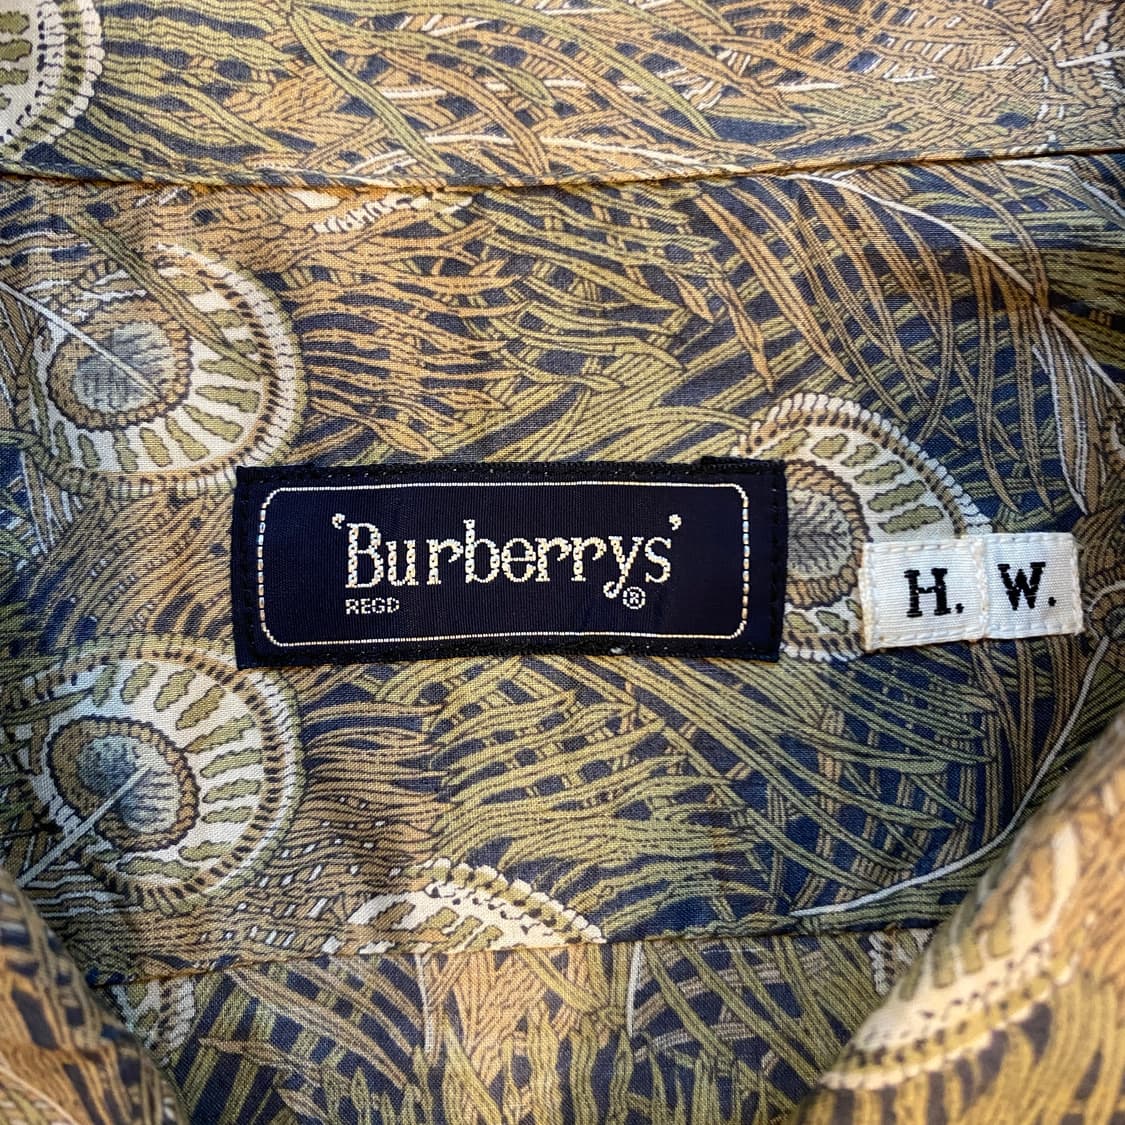 'Burberrys'
REGD ®
H. W.